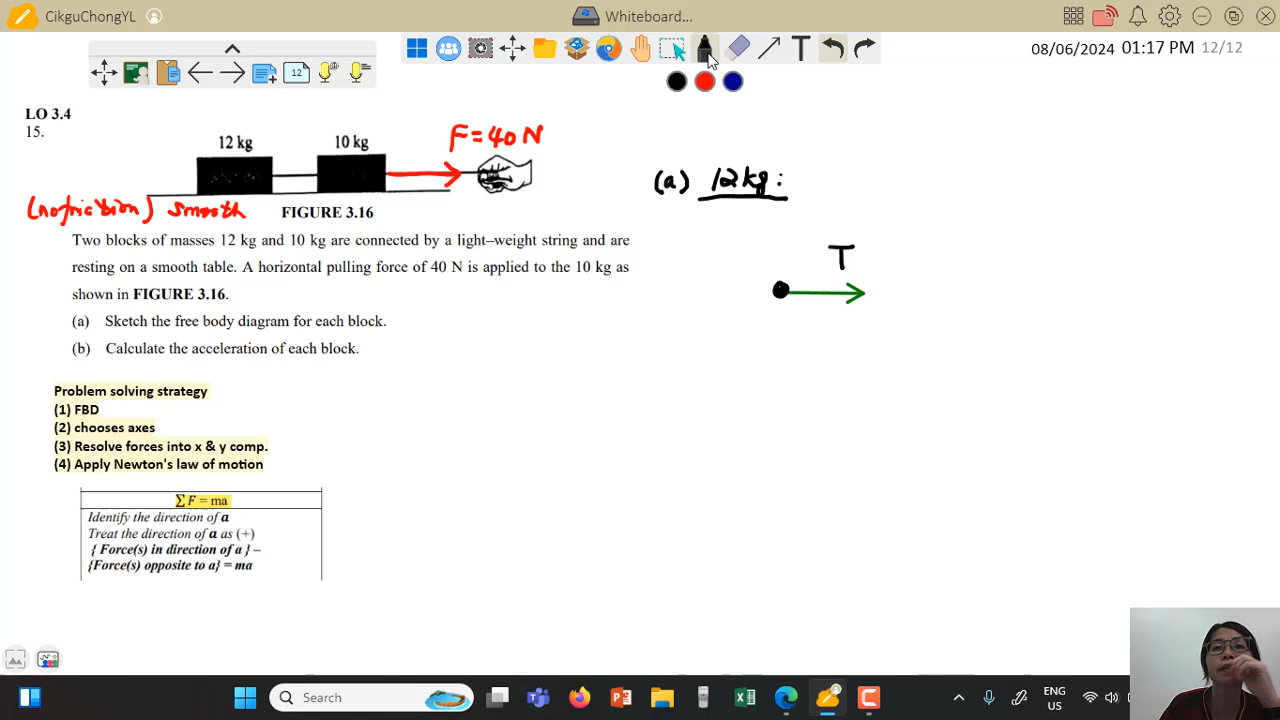 CikguChongYL
Whiteboard...
08/06/2024 01:17 PM 12/12
12
LO 3.4
15.
12 kg
10 kg
F = 40 N
(no friction) smooth
FIGURE 3.16
Two blocks of masses 12 kg and 10 kg are connected by a light–weight string and are
resting on a smooth table. A horizontal pulling force of 40 N is applied to the 10 kg as
shown in FIGURE 3.16.
(a) Sketch the free body diagram for each block.
(b) Calculate the acceleration of each block.
Problem solving strategy
(1) FBD
(2) chooses axes
(3) Resolve forces into x & y comp.
(4) Apply Newton's law of motion
∑ F = ma
Identify the direction of a
Treat the direction of a as (+)
{ Force(s) in direction of a } –
{Force(s) opposite to a} = ma
(a) 12 kg :
T
Search
ENG
US